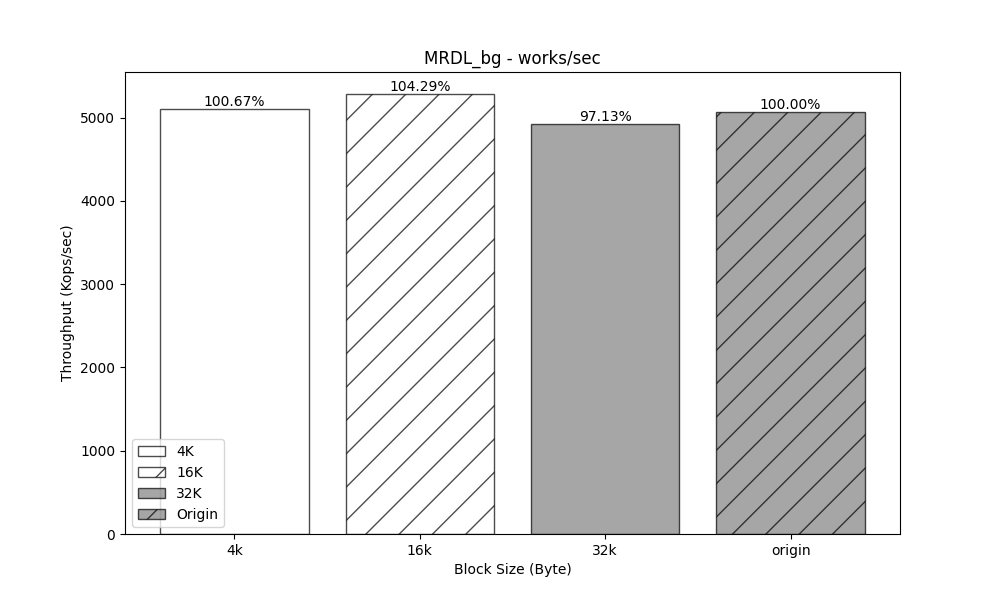 MRDL_bg - works/sec
100.67%
104.29%
97.13%
100.00%
Throughput (Kops/sec)
5000
4000
3000
2000
1000
0
4K
16K
32K
Origin
4k
16k
32k
origin
Block Size (Byte)